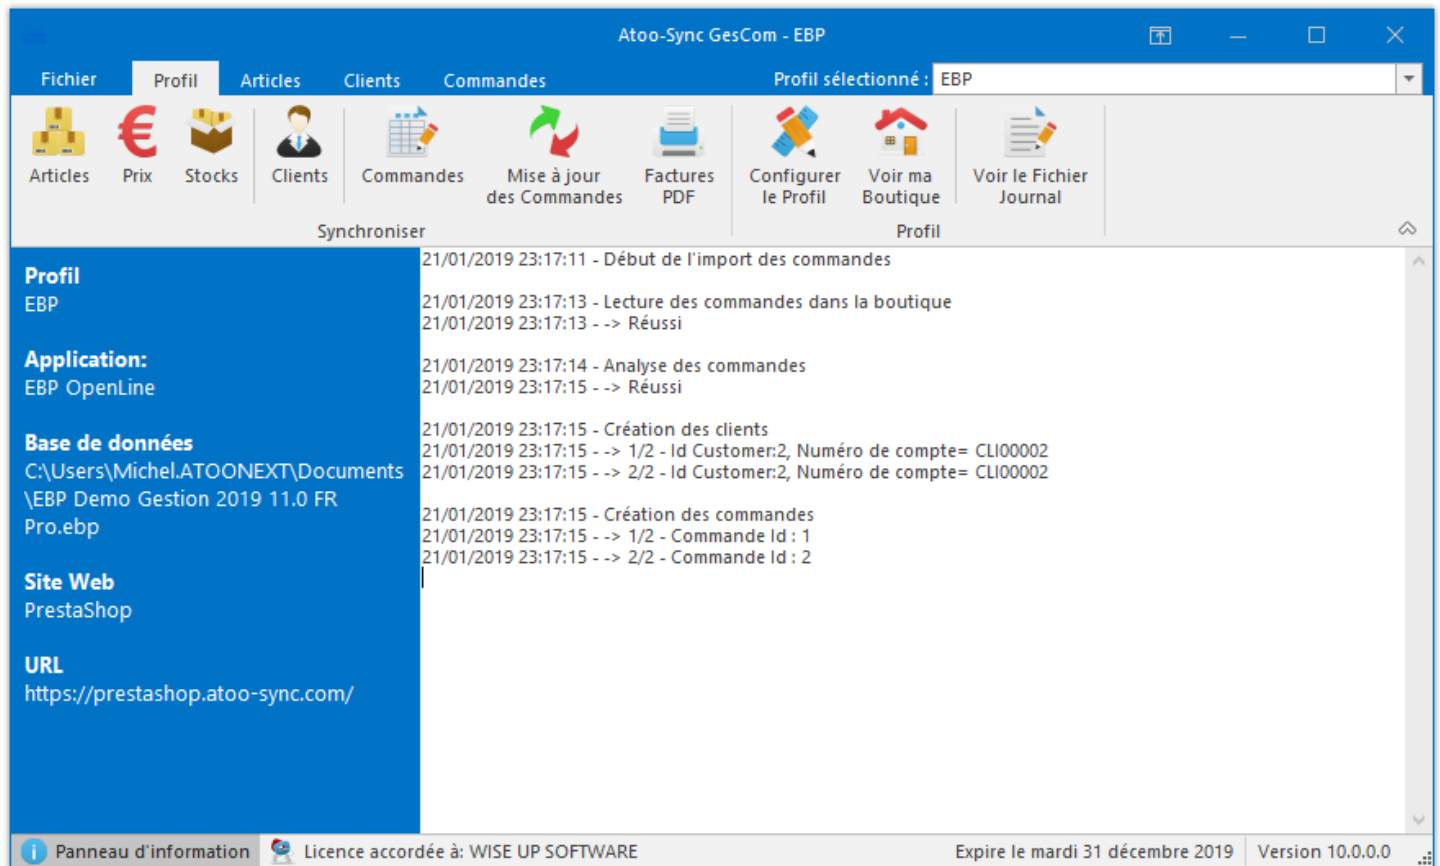 Atoo-Sync GesCom - EBP
Fichier Profil Articles Clients Commandes Profil sélectionné : EBP
Articles Prix Stocks Clients Commandes Mise à jour des Commandes Factures PDF Configurer le Profil Voir ma Boutique Voir le Fichier Journal
Synchroniser Profil
Profil
EBP
Application:
EBP OpenLine
Base de données
C:\Users\Michel.ATOONEXT\Documents
\EBP Demo Gestion 2019 11.0 FR
Pro.ebp
Site Web
PrestaShop
URL
https://prestashop.atoo-sync.com/
21/01/2019 23:17:11 - Début de l'import des commandes
21/01/2019 23:17:13 - Lecture des commandes dans la boutique
21/01/2019 23:17:13 - -> Réussi
21/01/2019 23:17:14 - Analyse des commandes
21/01/2019 23:17:15 - -> Réussi
21/01/2019 23:17:15 - Création des clients
21/01/2019 23:17:15 - -> 1/2 - Id Customer:2, Numéro de compte= CLI00002
21/01/2019 23:17:15 - -> 2/2 - Id Customer:2, Numéro de compte= CLI00002
21/01/2019 23:17:15 - Création des commandes
21/01/2019 23:17:15 - -> 1/2 - Commande Id : 1
21/01/2019 23:17:15 - -> 2/2 - Commande Id : 2
Panneau d'information Licence accordée à: WISE UP SOFTWARE Expire le mardi 31 décembre 2019 Version 10.0.0.0